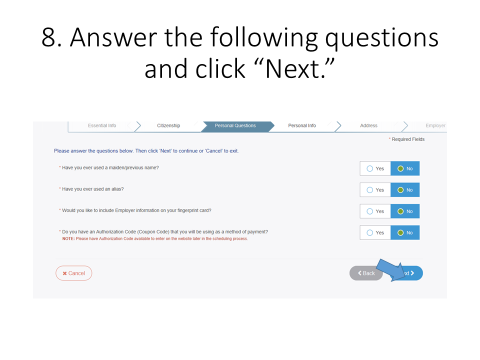 8. Answer the following questions
and click “Next.”
Essential Info
Citizenship
Personal Questions
Personal Info
Address
Employer
* Required Fields
Please answer the questions below. Then click 'Next' to continue or 'Cancel' to exit.
* Have you ever used a maiden/previous name?
Yes
No
* Have you ever used an alias?
Yes
No
* Would you like to include Employer information on your fingerprint card?
Yes
No
* Do you have an Authorization Code (Coupon Code) that you will be using as a method of payment?
Yes
No
NOTE: Please have Authorization Code available to enter on the website later in the scheduling process.
Cancel
Back